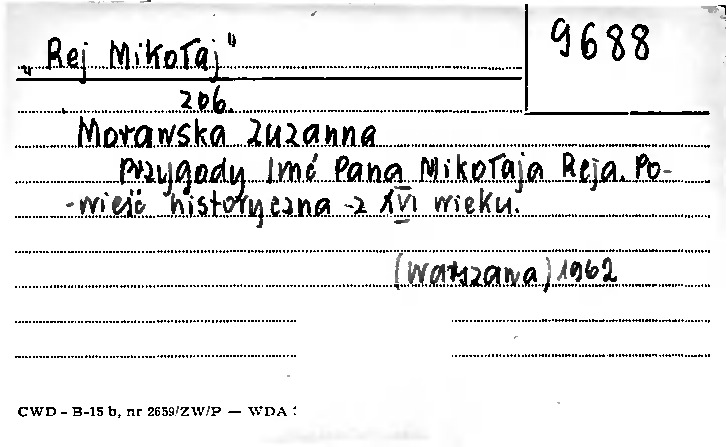 „Rej Mikołaj"
9688
206.
Morawska Zuzanna
Przygody Imć Pana Mikołaja Reja. Po-
-wieść historyczna z XVI wieku.
(Warszawa) 1962
CWD - B-15 b, nr 2659/ZW/P — WDA